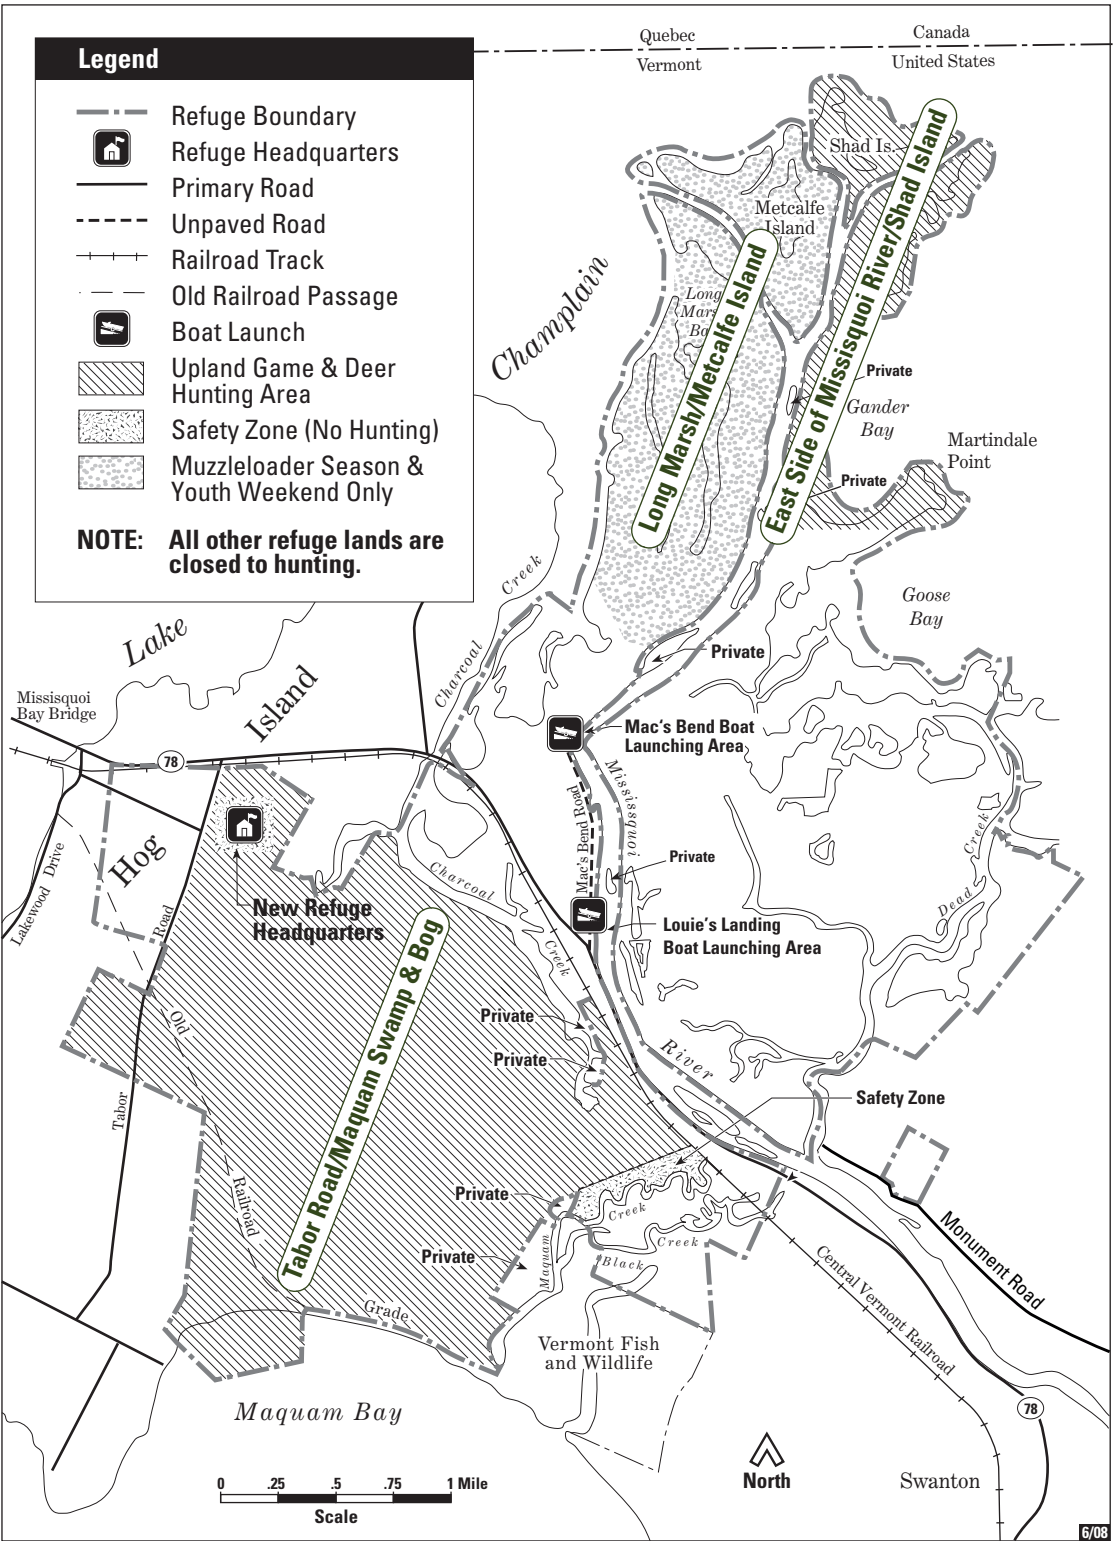 Quebec
Canada
Vermont
United States
Legend
Refuge Boundary
Refuge Headquarters
Primary Road
Unpaved Road
Railroad Track
Old Railroad Passage
Boat Launch
Upland Game & Deer
Hunting Area
Safety Zone (No Hunting)
Muzzleloader Season &
Youth Weekend Only
NOTE: All other refuge lands are
closed to hunting.
Shad Is.
East Side of Missisquoi River/Shad Island
Metcalfe
Island
Long Marsh/Metcalfe Island
Long
Champlain
Private
Gander
Bay
Martindale
Point
Private
Goose
Bay
Creek
Charcoal
Lake
Island
Private
Missisquoi
Bay Bridge
78
Mac's Bend Boat
Launching Area
Missisquoi
Mac's Bend Road
Hog
Lakewood Drive
Road
Tabor
New Refuge
Headquarters
Charcoal
Creek
Private
Louie's Landing
Boat Launching Area
Dead
Creek
Tabor Road/Maquam Swamp & Bog
Old
Railroad
Grade
Private
Private
River
Safety Zone
Private
Private
Maquam
Creek
Black
Creek
Monument Road
Central Vermont Railroad
Vermont Fish
and Wildlife
Maquam Bay
78
North
Swanton
0 .25 .5 .75 1 Mile
Scale
6/08